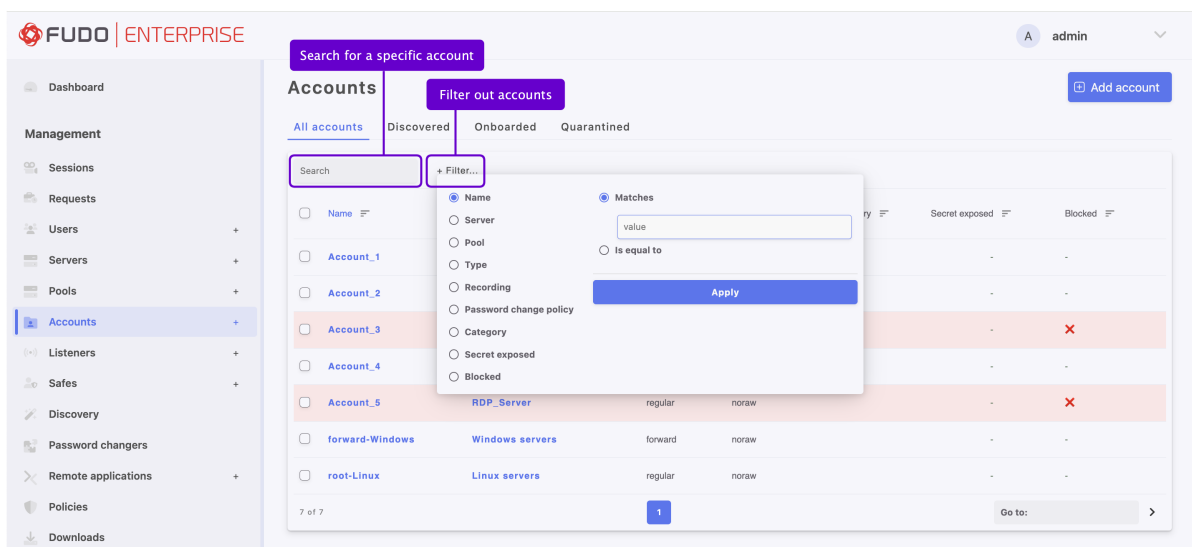 FUDO ENTERPRISE
A admin
Search for a specific account
Dashboard
Accounts
Filter out accounts
Add account
All accounts Discovered Onboarded Quarantined
Management
Sessions
Requests
Users +
Servers +
Pools +
Accounts +
Listeners +
Safes +
Discovery
Password changers
Remote applications +
Policies
Downloads
Search + Filter...
Name
Server
Pool
Type
Recording
Password change policy
Category
Secret exposed
Blocked
Matches
value
Is equal to
Apply
Name ry Secret exposed Blocked
Account_1 - -
Account_2 - -
Account_3 -
Account_4 - -
Account_5 RDP_Server regular noraw -
forward-Windows Windows servers forward noraw - -
root-Linux Linux servers regular noraw - -
7 of 7 1 Go to: